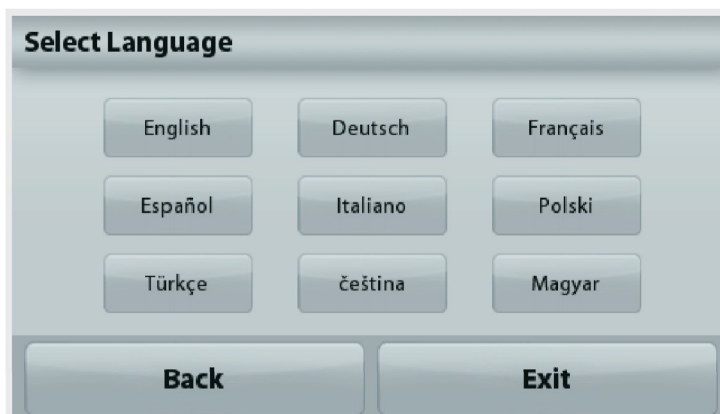 Select Language
English Deutsch Français
Español Italiano Polski
Türkçe čeština Magyar
Back Exit